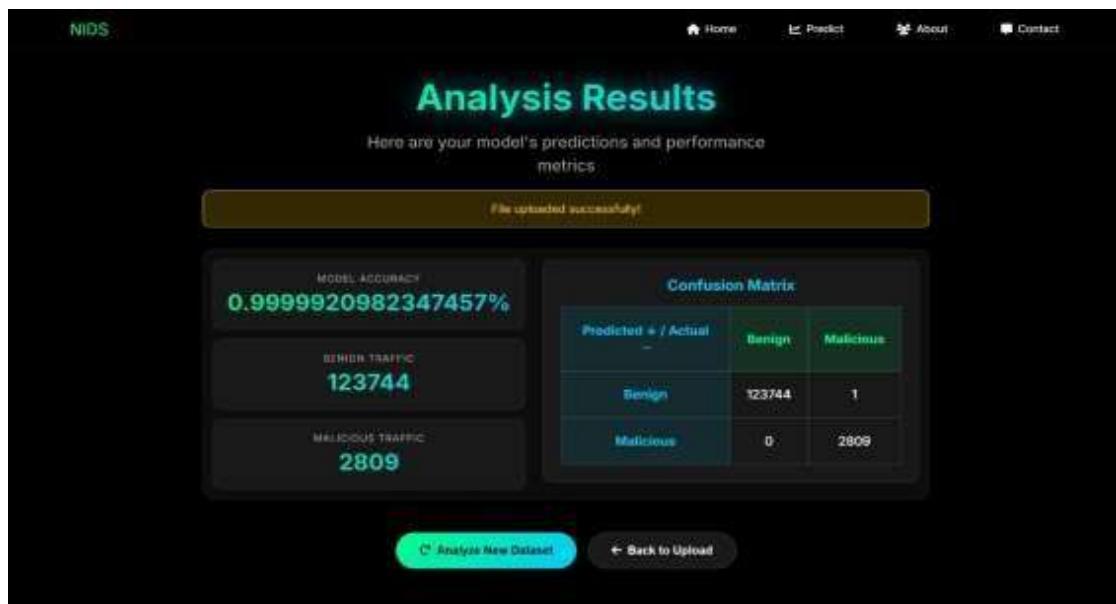 NIDS
Home
Predict
About
Contact
Analysis Results
Here are your model's predictions and performance
metrics
File uploaded successfully!
MODEL ACCURACY
0.9999920982347457%
BENIGN TRAFFIC
123744
MALICIOUS TRAFFIC
2809
Confusion Matrix
Predicted / Actual
Benign
Malicious
Benign
123744
1
Malicious
0
2809
Analyze New Dataset
Back to Upload